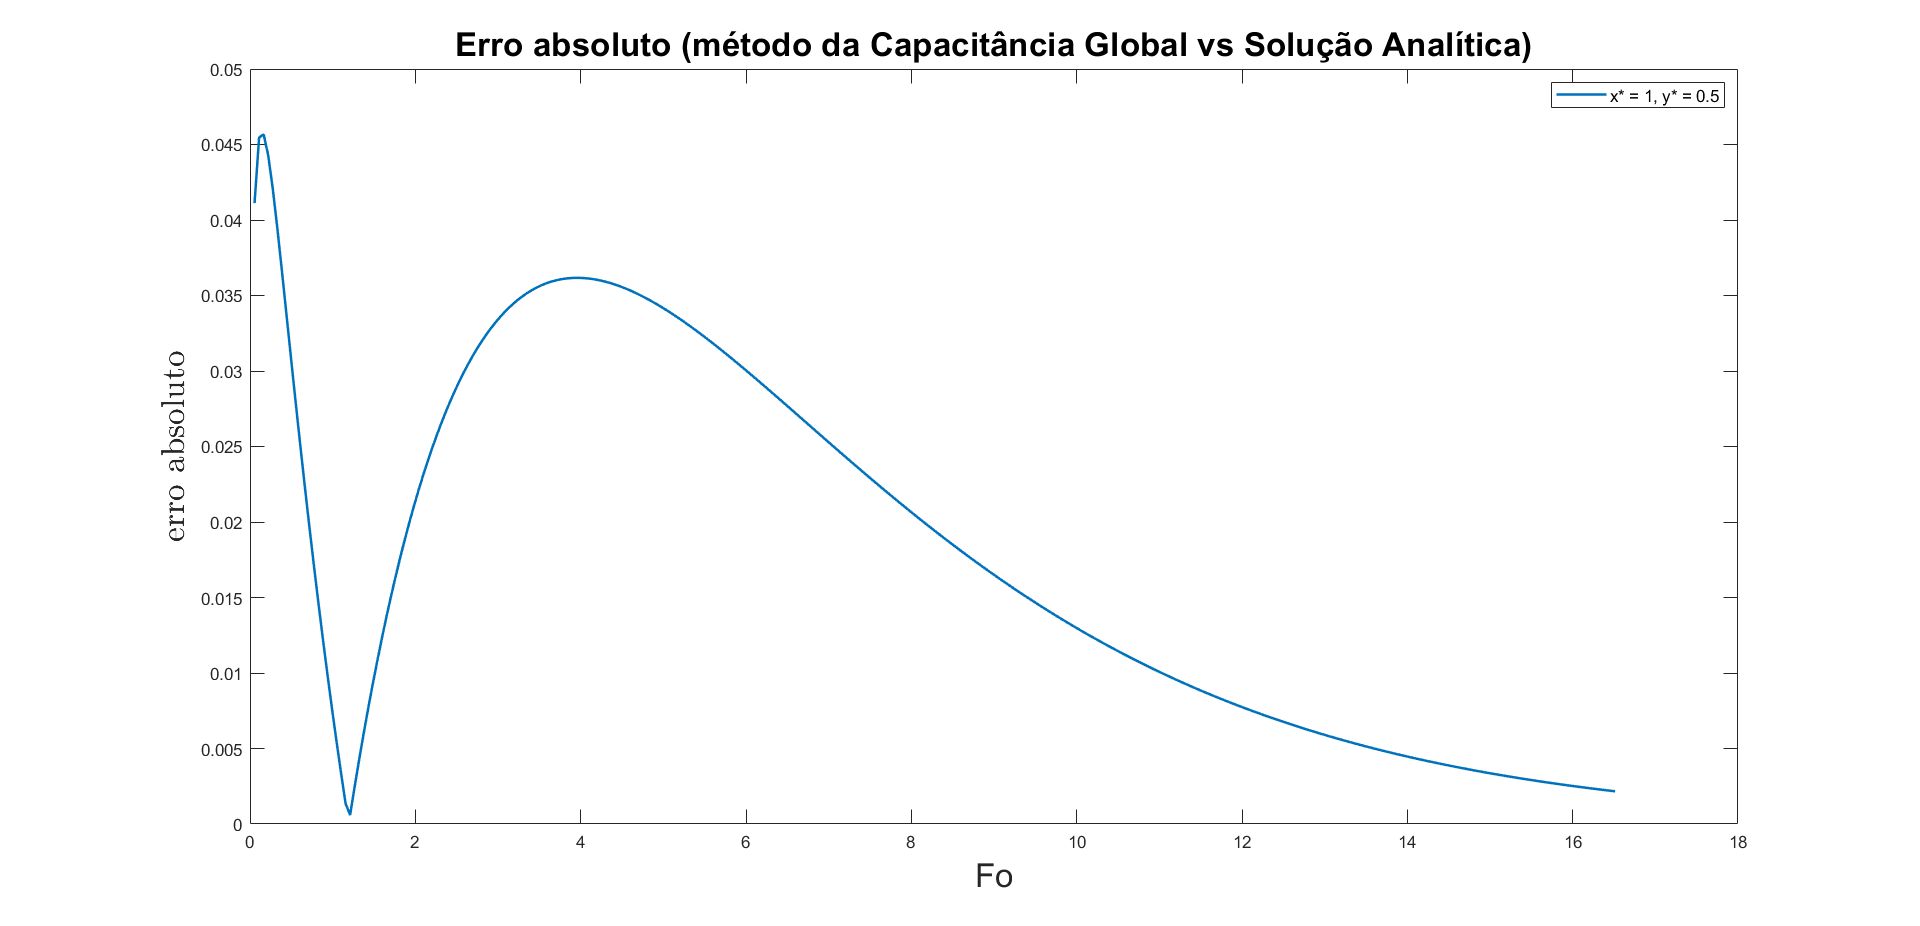 Erro absoluto (método da Capacitância Global vs Solução Analítica)
x* = 1, y* = 0.5
erro absoluto
0.05
0.045
0.04
0.035
0.03
0.025
0.02
0.015
0.01
0.005
0
0 2 4 6 8 10 12 14 16 18
Fo